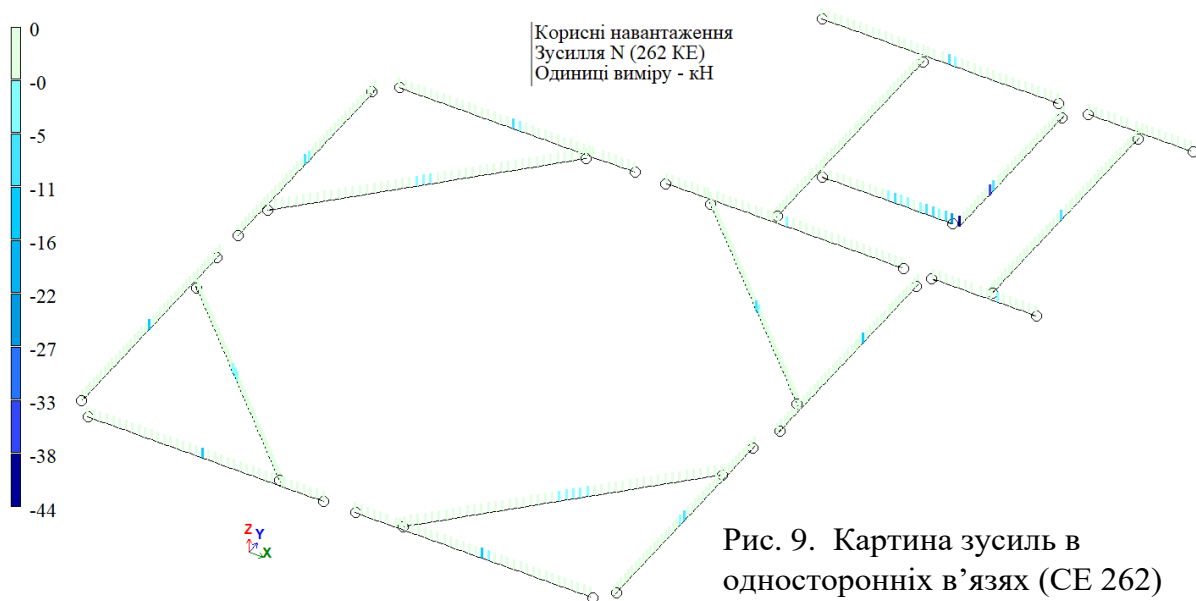 0
-0
-5
-11
-16
-22
-27
-33
-38
-44
Корисні навантаження
Зусилля N (262 КЕ)
Одиниці виміру - кН
Z
Y
X
Рис. 9. Картина зусиль в
односторонніх в’язях (СЕ 262)